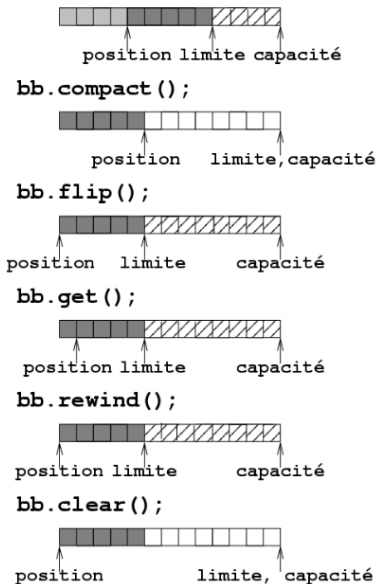 position limite capacité
bb.compact();
position limite,capacité
bb.flip();
position limite capacité
bb.get();
position limite capacité
bb.rewind();
position limite capacité
bb.clear();
position limite, capacité